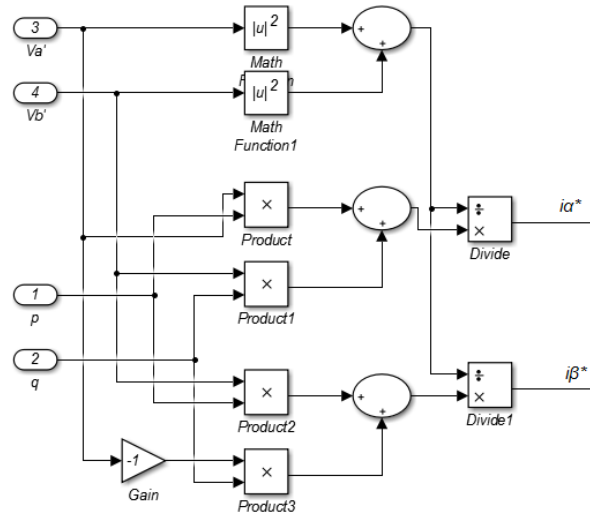 3
Va'
|u| 2
+
+
Math
4
Vb'
|u| 2
Math
Function1
×
Product
+
+
÷
×
Divide
iα*
1
p
×
Product1
2
q
×
Product2
+
+
÷
×
Divide1
iβ*
-1
Gain
×
Product3